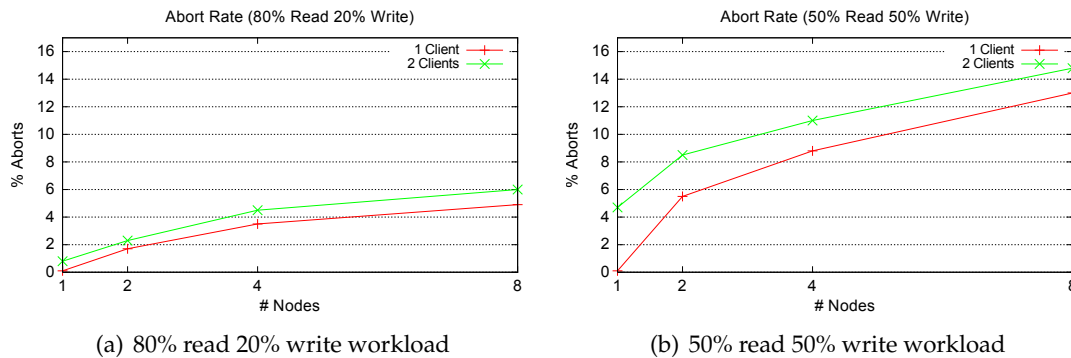 Abort Rate (80% Read 20% Write)
1 Client
2 Clients
16
14
12
10
8
6
4
2
0
% Aborts
1 2 4 8
# Nodes
(a) 80% read 20% write workload
Abort Rate (50% Read 50% Write)
1 Client
2 Clients
16
14
12
10
8
6
4
2
0
% Aborts
1 2 4 8
# Nodes
(b) 50% read 50% write workload